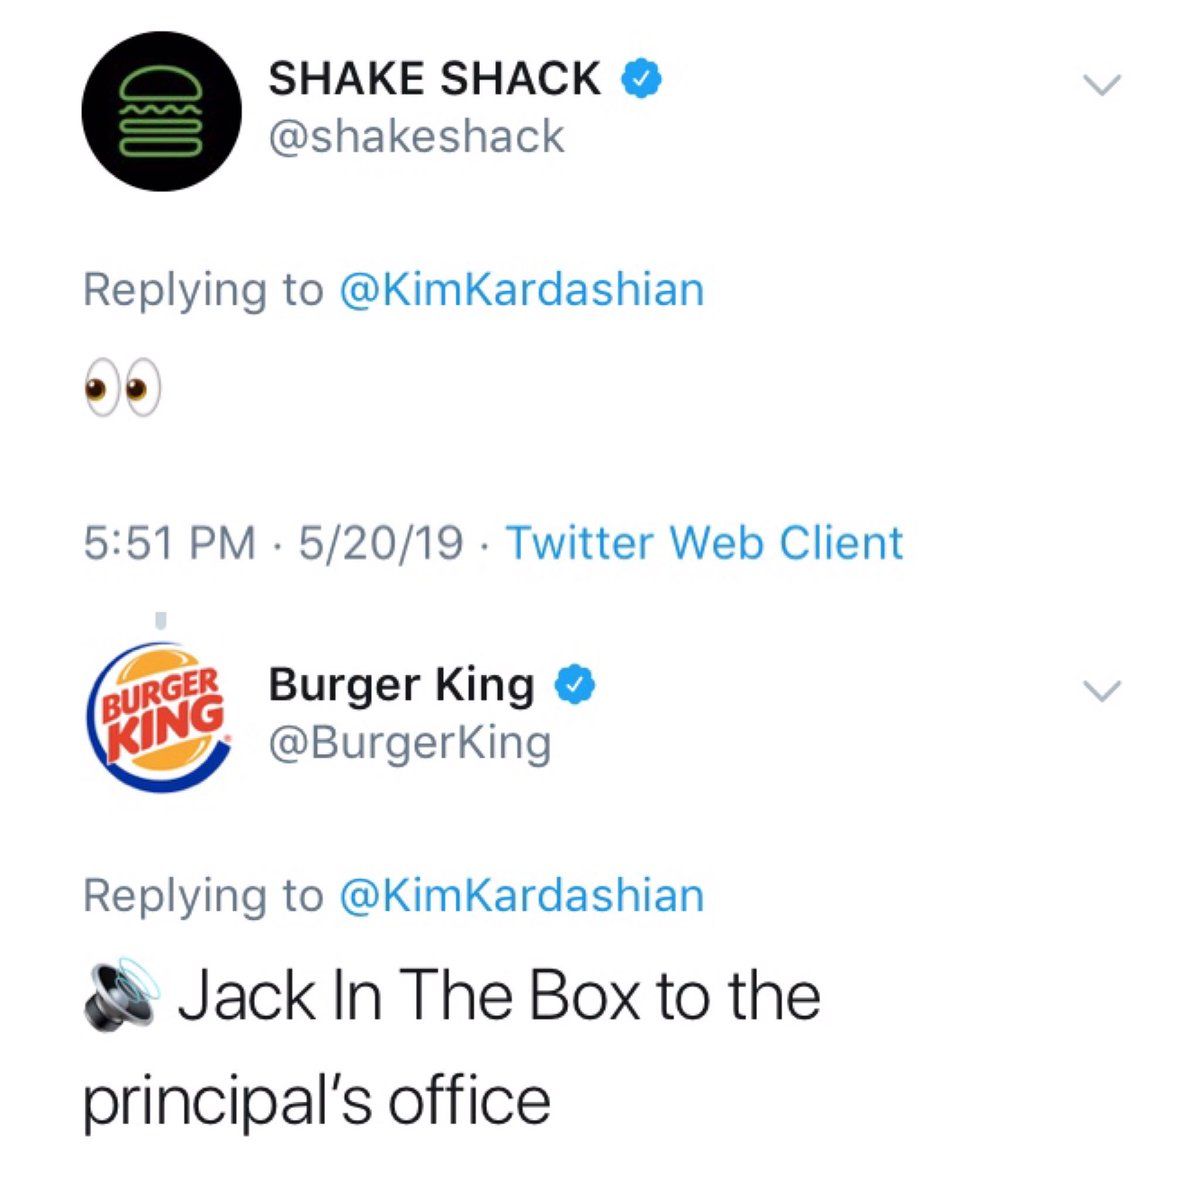 SHAKE SHACK
@shakeshack
Replying to @KimKardashian
👀
5:51 PM · 5/20/19 · Twitter Web Client
BURGER
KING
Burger King
@BurgerKing
Replying to @KimKardashian
🔊 Jack In The Box to the
principal's office